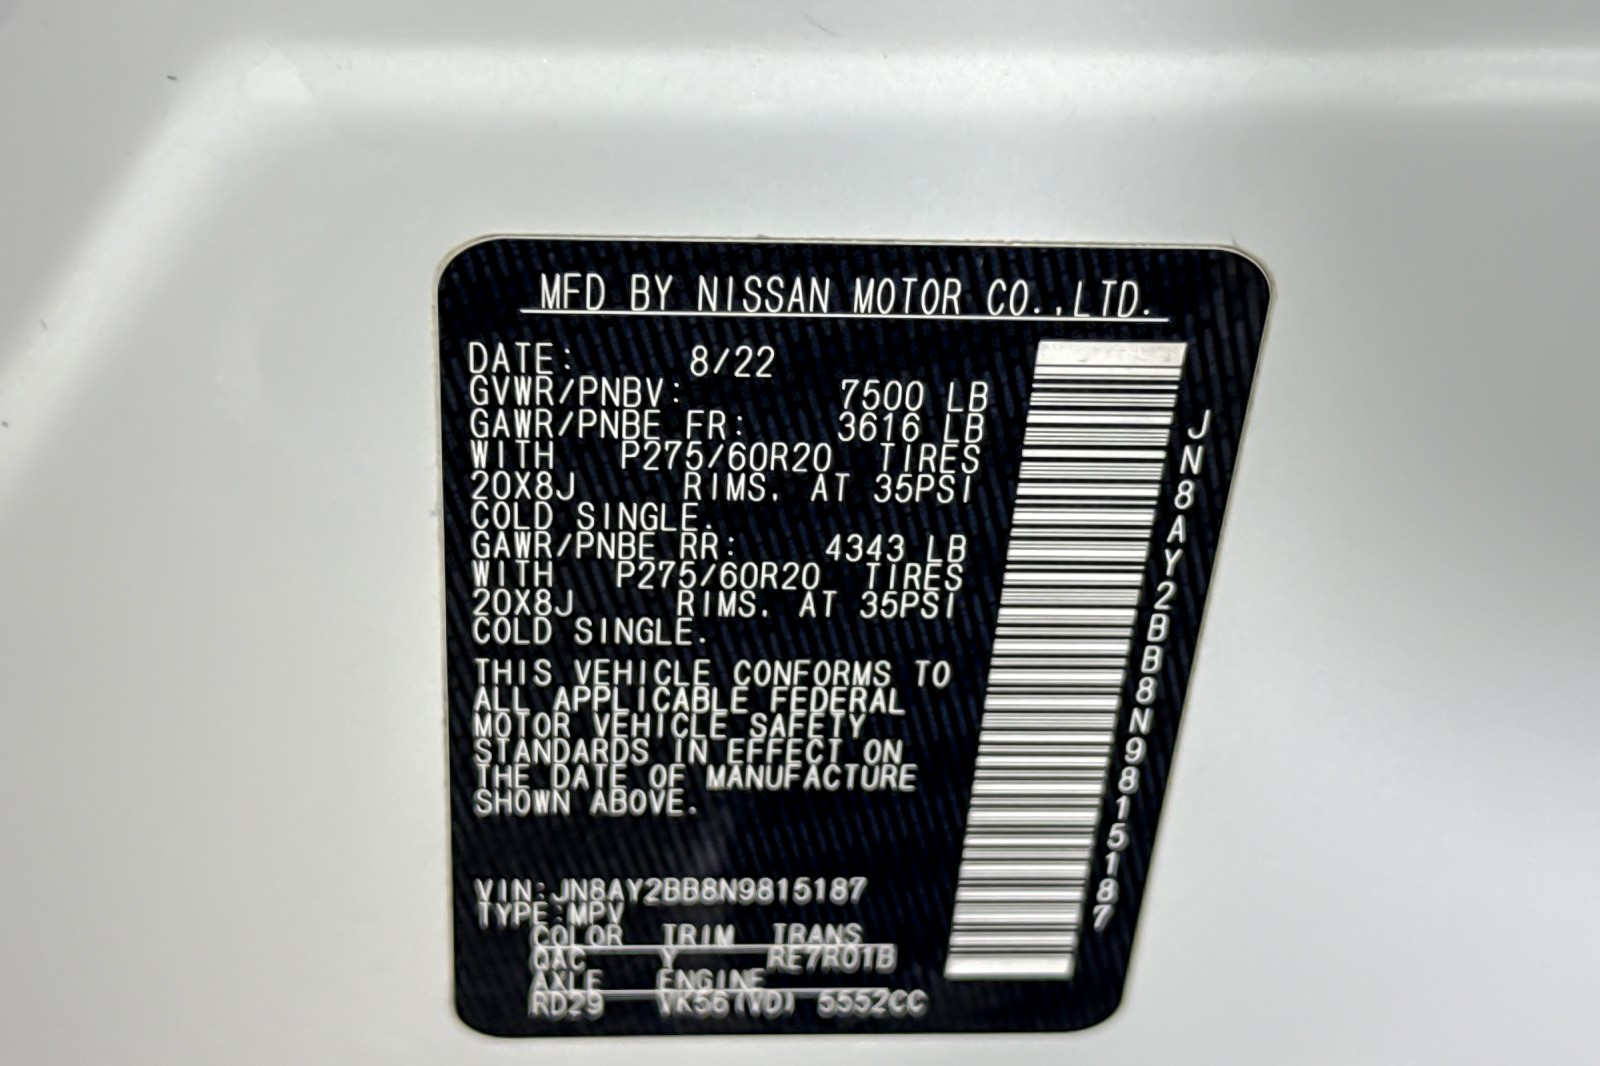 MFD BY NISSAN MOTOR CO.,LTD.
DATE: 8/22
GVWR/PNBV: 7500 LB
GAWR/PNBE FR: 3616 LB
WITH P275/60R20 TIRES
20X8J RIMS. AT 35PSI
COLD SINGLE.
GAWR/PNBE RR: 4343 LB
WITH P275/60R20 TIRES
20X8J RIMS. AT 35PSI
COLD SINGLE.
THIS VEHICLE CONFORMS TO
ALL APPLICABLE FEDERAL
MOTOR VEHICLE SAFETY
STANDARDS IN EFFECT ON
THE DATE OF MANUFACTURE
SHOWN ABOVE.
VIN:JN8AY2BB8N9815187
TYPE:MPV
COLOR TRIM TRANS
QAC Y RE7R01B
AXLE ENGINE
RD29 VK56(VD) 5552CC
JN8AY2BB8N9815187